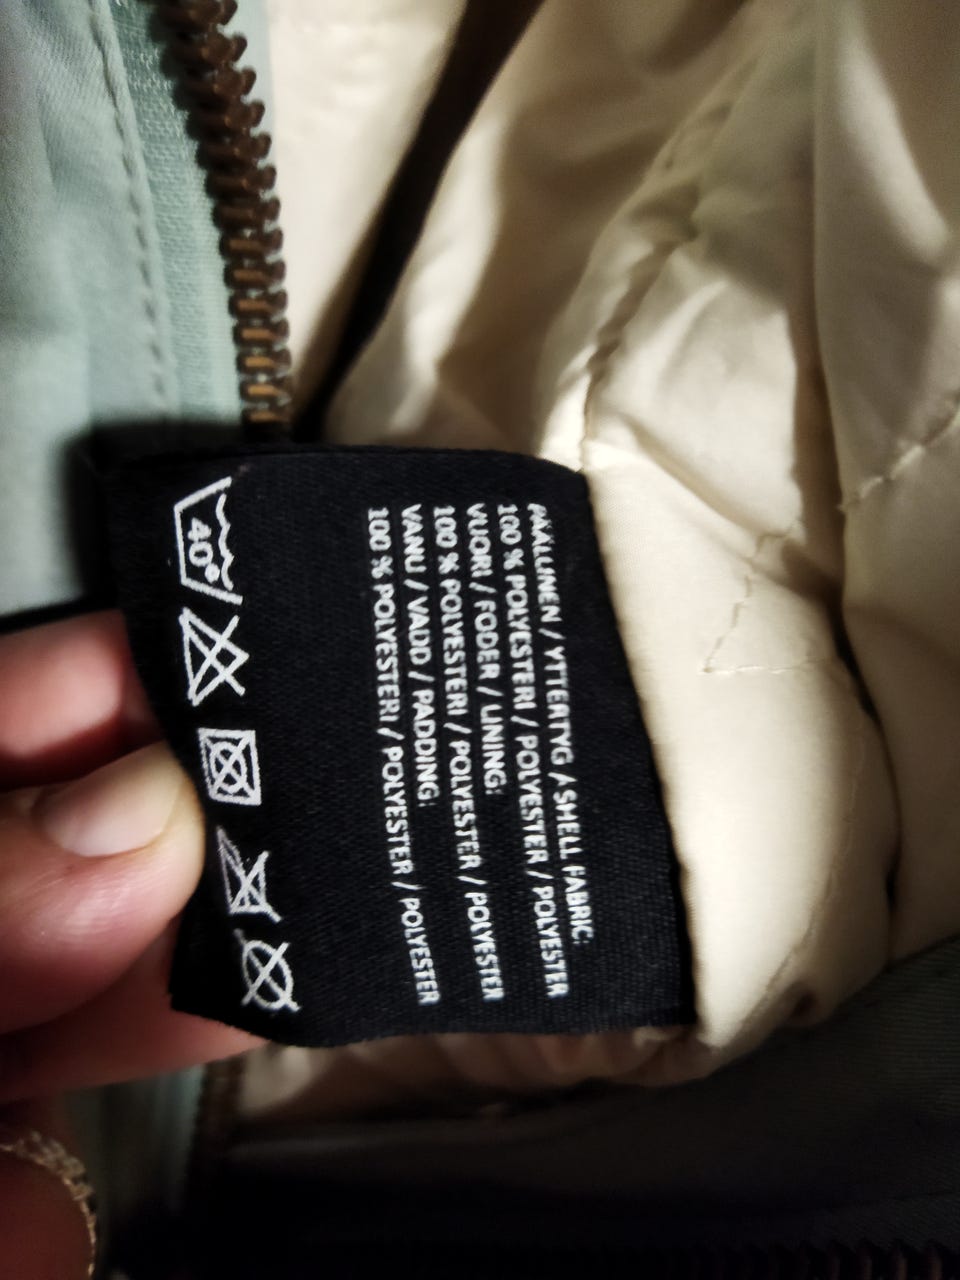 PÄÄLLINEN / YTTERTYG / SHELL FABRIC:
100 % POLYESTERI / POLYESTER / POLYESTER
VUORI / FODER / LINING:
100 % POLYESTERI / POLYESTER / POLYESTER
VANU / VADD / PADDING:
100 % POLYESTERI / POLYESTER / POLYESTER
40°